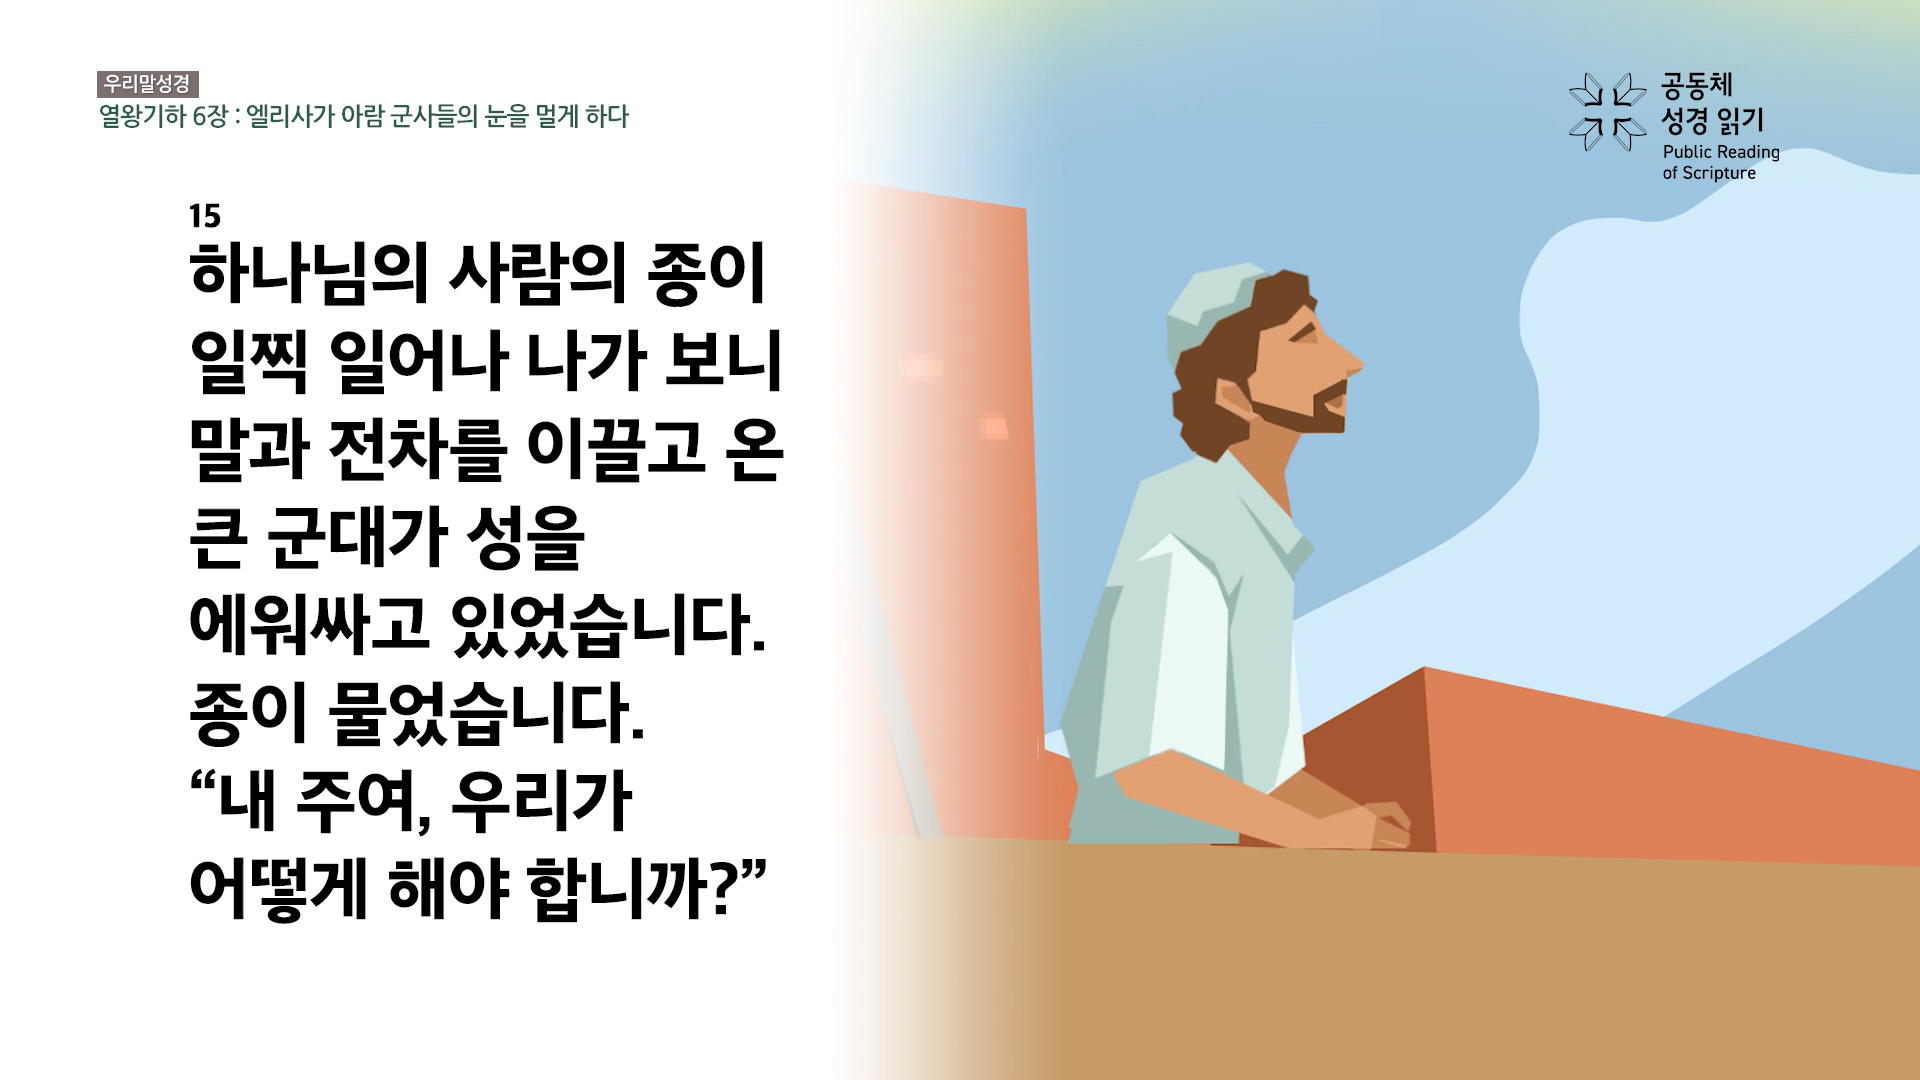 우리말성경
열왕기하 6장 : 엘리사가 아람 군사들의 눈을 멀게 하다
공동체
성경 읽기
Public Reading
of Scripture
15
하나님의 사람의 종이
일찍 일어나 나가 보니
말과 전차를 이끌고 온
큰 군대가 성을
에워싸고 있었습니다.
종이 물었습니다.
“내 주여, 우리가
어떻게 해야 합니까?”